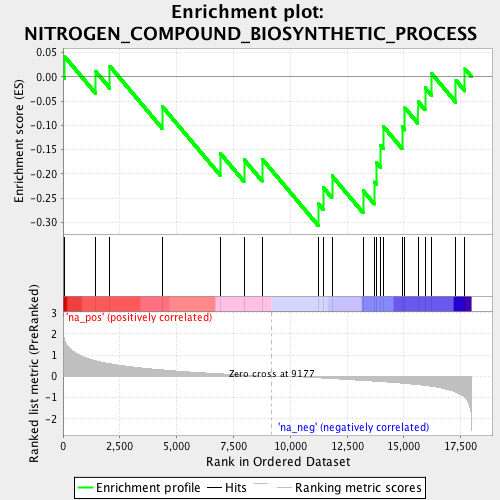 Enrichment plot:
NITROGEN_COMPOUND_BIOSYNTHETIC_PROCESS
Enrichment score (ES)
0.05
0.00
-0.05
-0.10
-0.15
-0.20
-0.25
-0.30
'na_pos' (positively correlated)
Ranked list metric (PreRanked)
3
2
1
0
-1
-2
Zero cross at 9177
'na_neg' (negatively correlated)
0
2,500
5,000
7,500
10,000
12,500
15,000
17,500
Rank in Ordered Dataset
Enrichment profile
Hits
Ranking metric scores